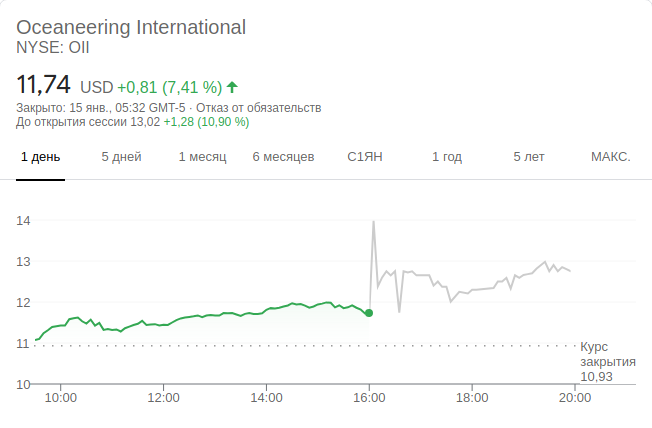 Oceaneering International
NYSE: OII
11,74 USD +0,81 (7,41 %)
Закрыто: 15 янв., 05:32 GMT-5 · Отказ от обязательств
До открытия сессии 13,02 +1,28 (10,90 %)
1 день 5 дней 1 месяц 6 месяцев С1ЯН 1 год 5 лет МАКС.
14
13
12
11
Курс
закрытия
10,93
10
10:00 12:00 14:00 16:00 18:00 20:00